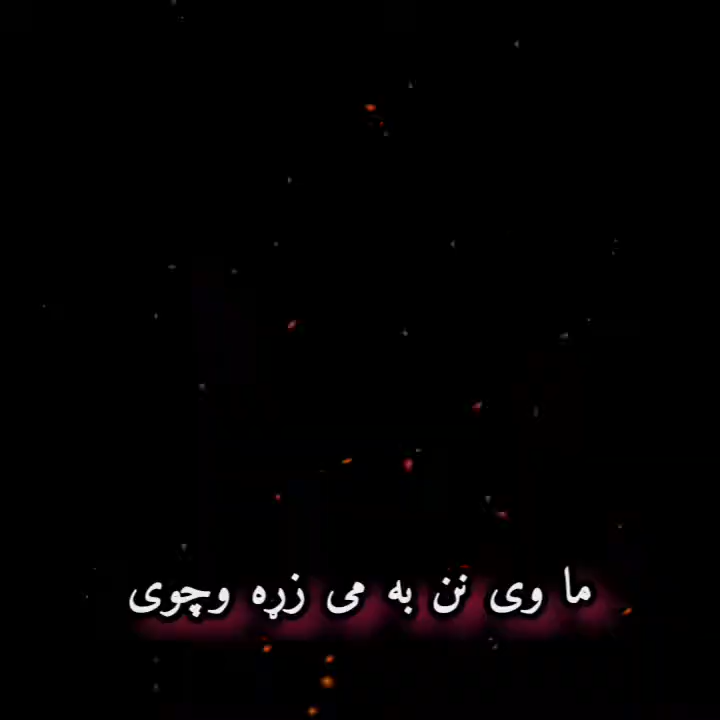 ما وی نن به می زړه وچوی